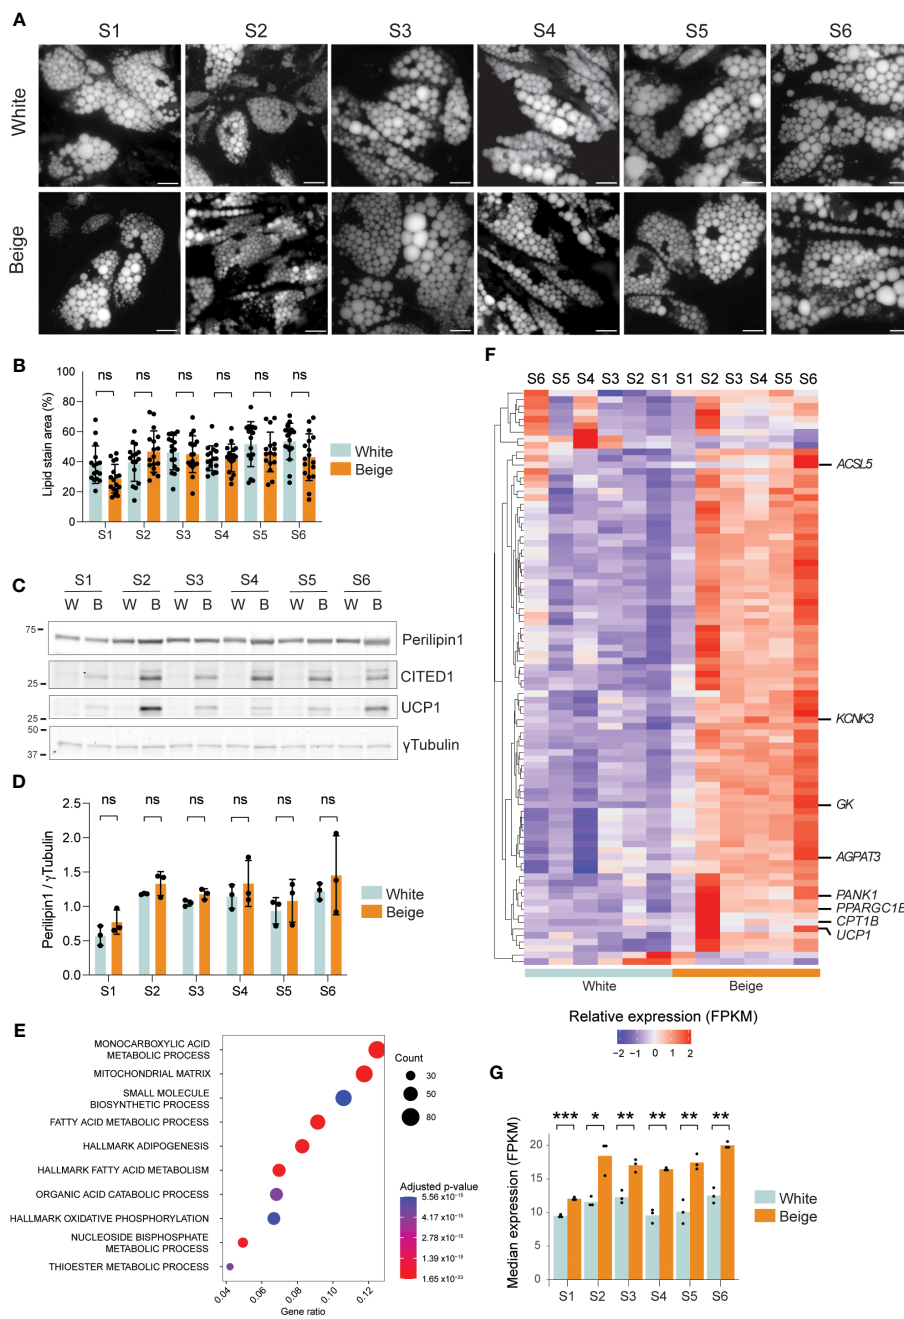 A
S1 S2 S3 S4 S5 S6
White
Beige
B
Lipid stain area (%)
100
80
60
40
20
0
ns ns ns ns ns ns
S1 S2 S3 S4 S5 S6
White
Beige
C
S1 S2 S3 S4 S5 S6
W B W B W B W B W B W B
75
Perilipin1
25
CITED1
25
UCP1
50
37
γTubulin
D
Perilipin1 / γTubulin
2.5
2.0
1.5
1.0
0.5
0.0
ns ns ns ns ns ns
S1 S2 S3 S4 S5 S6
White
Beige
E
MONOCARBOXYLIC ACID
METABOLIC PROCESS
MITOCHONDRIAL MATRIX
SMALL MOLECULE
BIOSYNTHETIC PROCESS
FATTY ACID METABOLIC PROCESS
HALLMARK ADIPOGENESIS
HALLMARK FATTY ACID METABOLISM
ORGANIC ACID CATABOLIC PROCESS
HALLMARK OXIDATIVE PHOSPHORYLATION
NUCLEOSIDE BISPHOSPHATE
METABOLIC PROCESS
THIOESTER METABOLIC PROCESS
0.04 0.06 0.08 0.10 0.12
Gene ratio
Count
30
50
80
Adjusted p-value
5.56 x10⁻¹⁵
4.17 x10⁻¹⁵
2.78 x10⁻¹⁵
1.39 x10⁻¹⁵
1.65 x10⁻²³
F
S6 S5 S4 S3 S2 S1 S1 S2 S3 S4 S5 S6
ACSL5
KCNK3
GK
AGPAT3
PANK1
PPARGC1B
CPT1B
UCP1
White Beige
Relative expression (FPKM)
−2 −1 0 1 2
G
Median expression (FPKM)
20
15
10
5
0
*** * ** ** ** **
S1 S2 S3 S4 S5 S6
White
Beige